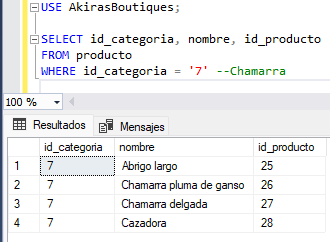 USE AkirasBoutiques;
SELECT id_categoria, nombre, id_producto
FROM producto
WHERE id_categoria = '7' --Chamarra
100 %
Resultados Mensajes
id_categoria nombre id_producto
1 7 Abrigo largo 25
2 7 Chamarra pluma de ganso 26
3 7 Chamarra delgada 27
4 7 Cazadora 28